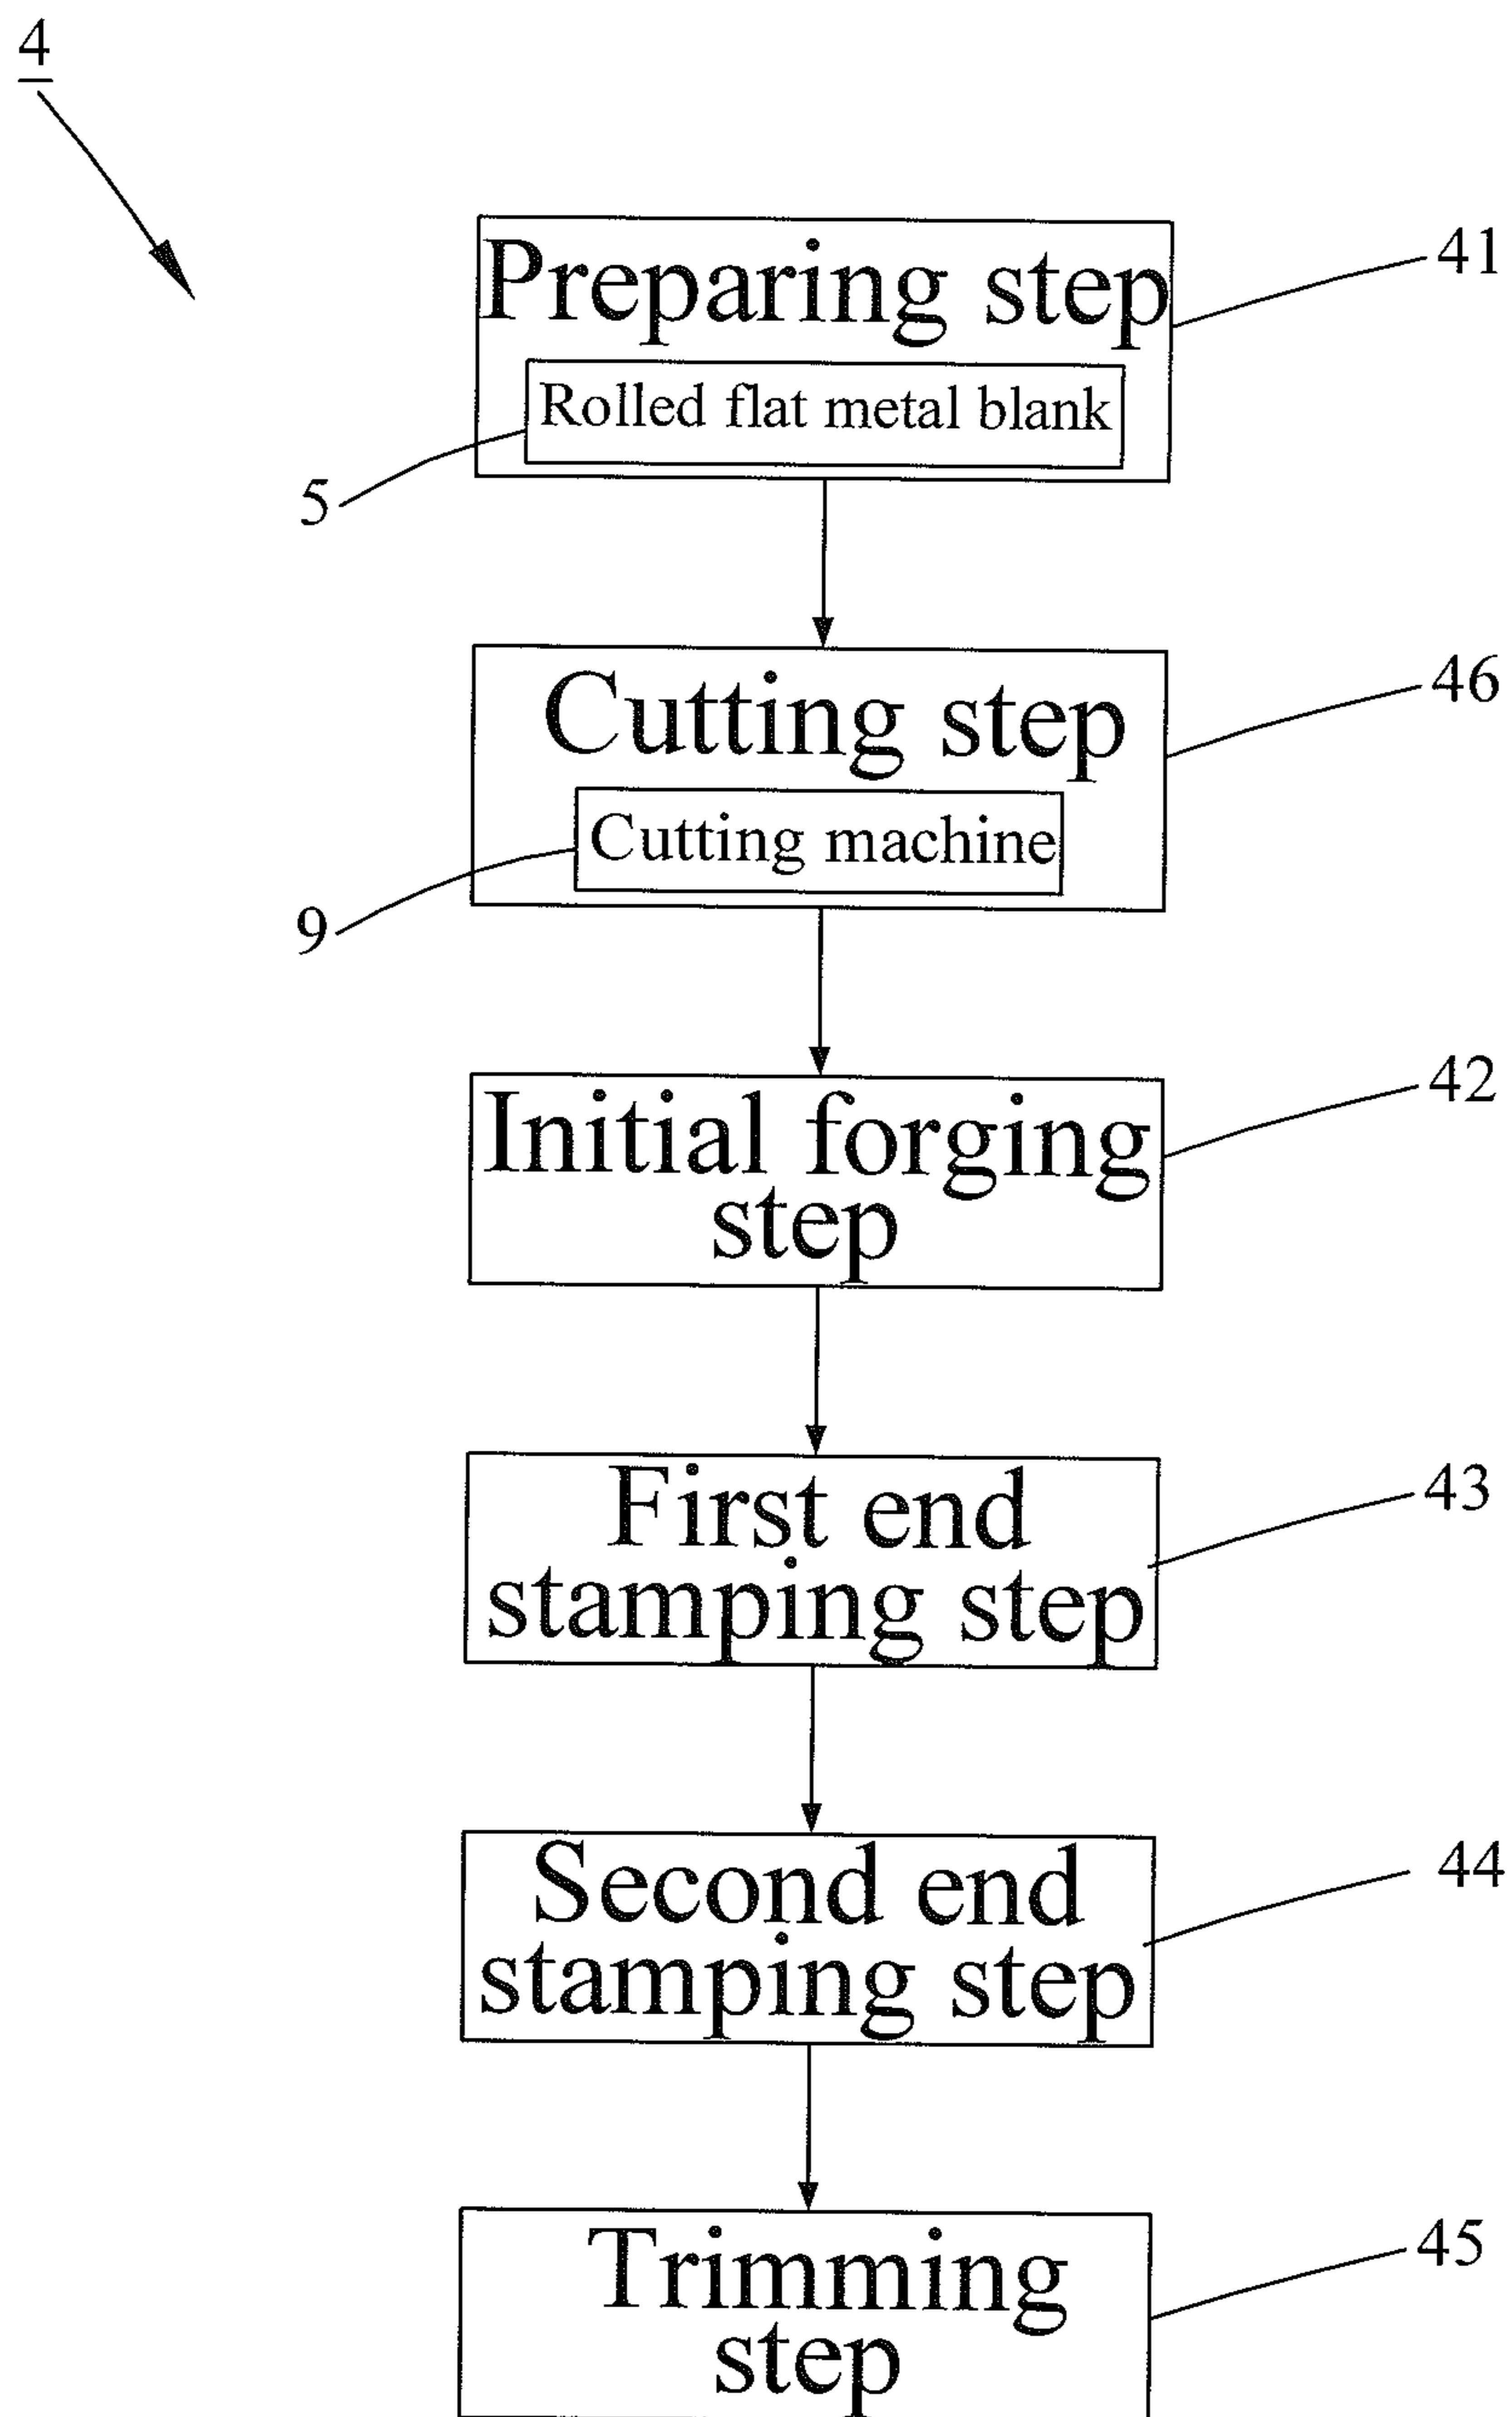 4
Preparing step
41
Rolled flat metal blank
5
Cutting step
46
Cutting machine
9
Initial forging
step
42
First end
stamping step
43
Second end
stamping step
44
Trimming
step
45